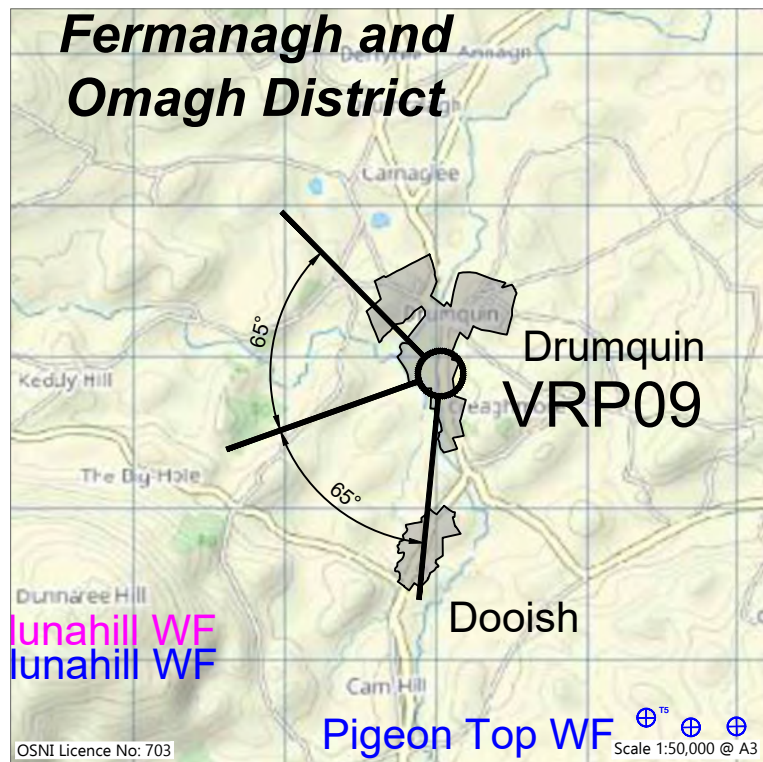 Fermanagh and
Omagh District
Carnaglee
65°
Drumquin
Drumquin
VRP09
Keddy Hill
The Big Hole
65°
Dunnaree Hill
Dooish
lunahill WF
lunahill WF
Carn Hill
T5
Pigeon Top WF
OSNI Licence No: 703
Scale 1:50,000 @ A3